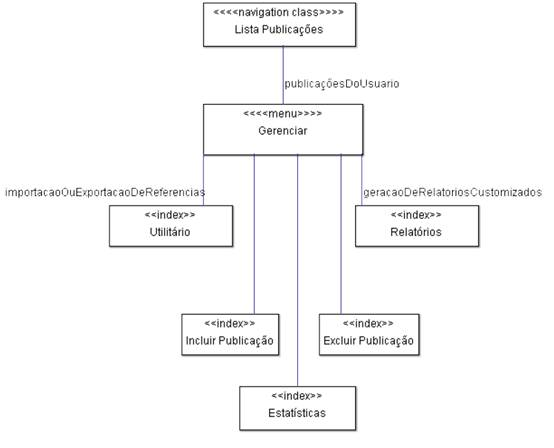 <<<<navigation class>>>>
Lista Publicações
publicaçõesDoUsuario
<<<<menu>>>>
Gerenciar
importacaoOuExportacaoDeReferencias
geracaoDeRelatoriosCustomizados
<<index>>
Utilitário
<<index>>
Relatórios
<<index>>
Incluir Publicação
<<index>>
Excluir Publicação
<<index>>
Estatísticas